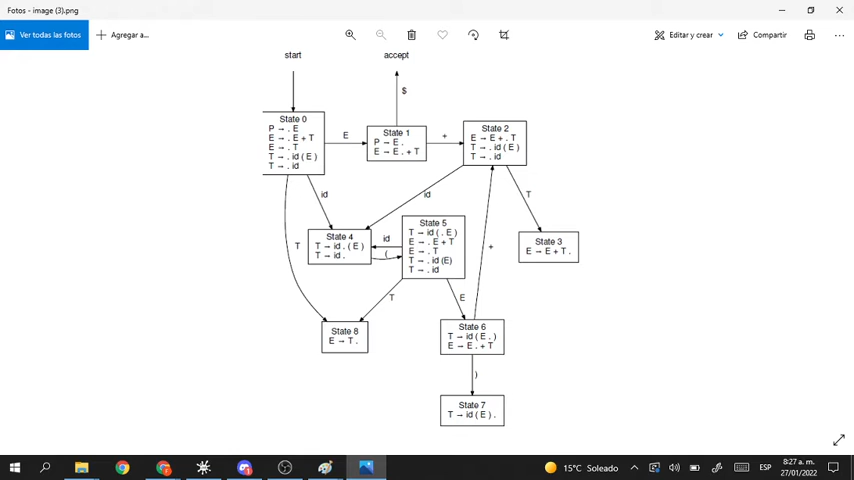 Fotos - image (3).png
Ver todas las fotos
Agregar a...
Editar y crear
Compartir
start
accept
$
State 0
P → . E
E → . E + T
E → . T
T → . id ( E )
T → . id
E
State 1
P → E .
E → E . + T
+
State 2
E → E + . T
T → . id ( E )
T → . id
id
id
T
State 4
T → id . ( E )
T → id .
id
(
State 5
T → id ( . E )
E → . E + T
E → . T
T → . id (E)
T → . id
+
State 3
E → E + T .
T
T
E
State 8
E → T .
State 6
T → id ( E . )
E → E . + T
)
State 7
T → id ( E ) .
15°C Soleado
ESP
8:27 a. m.
27/01/2022